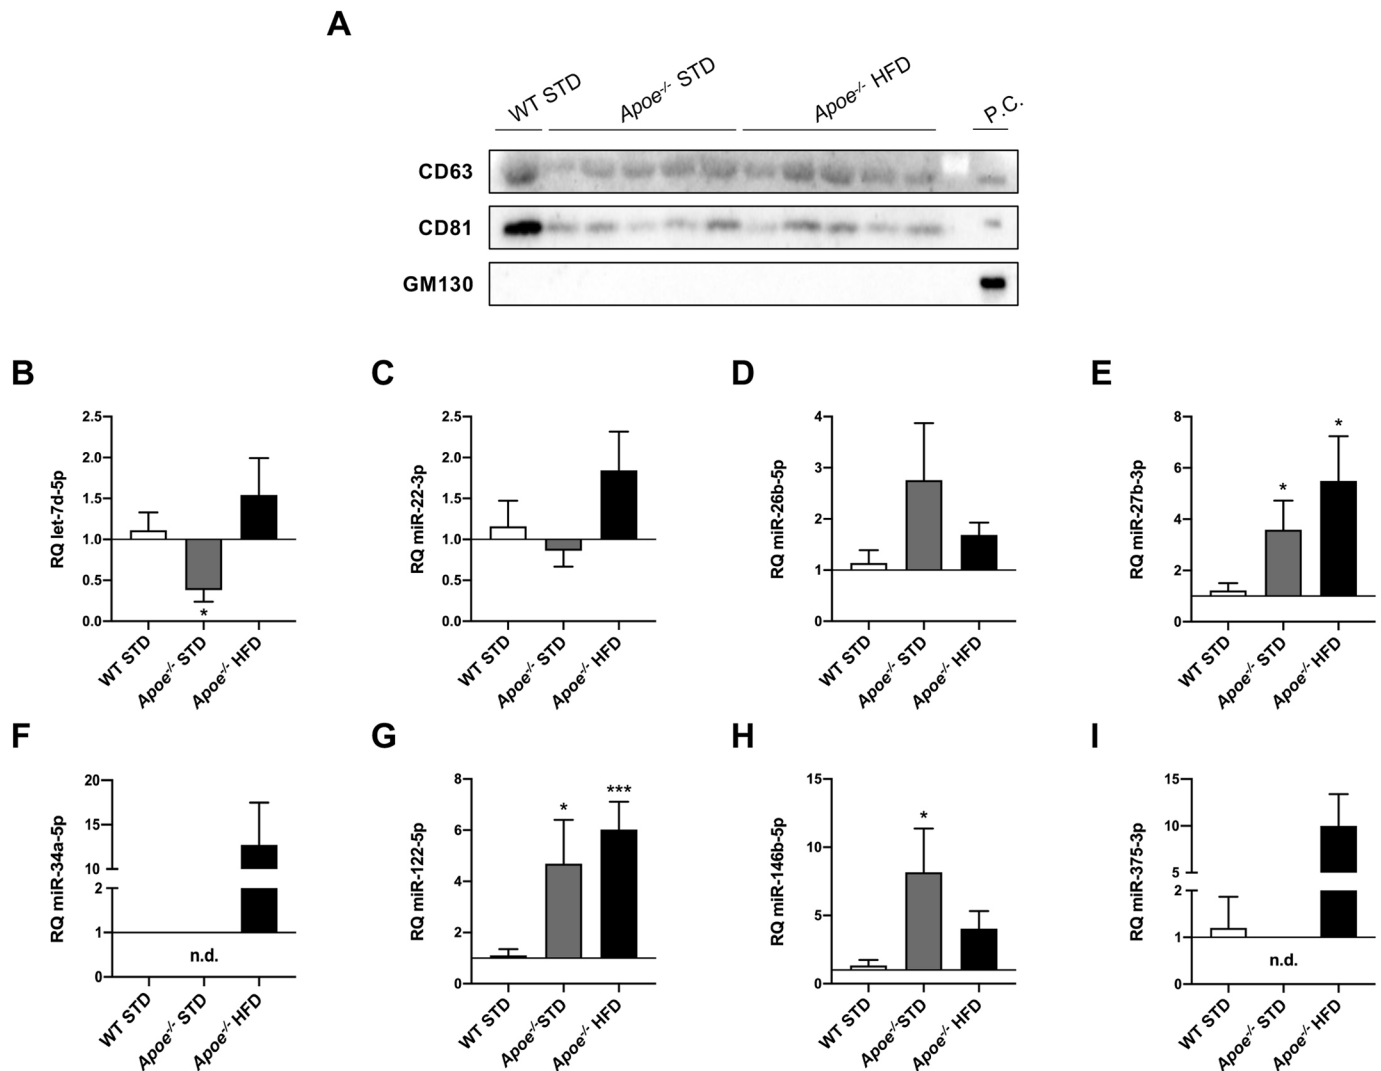 A
WT STD
Apoe-/- STD
Apoe-/- HFD
P.C.
CD63
CD81
GM130
B
RQ let-7d-5p
2.5
2.0
1.5
1.0
0.5
0.0
*
WT STD
Apoe-/- STD
Apoe-/- HFD
C
RQ miR-22-3p
2.5
2.0
1.5
1.0
0.5
0.0
WT STD
Apoe-/- STD
Apoe-/- HFD
D
RQ miR-26b-5p
4
3
2
1
0
WT STD
Apoe-/- STD
Apoe-/- HFD
E
RQ miR-27b-3p
8
6
4
2
0
*
*
WT STD
Apoe-/- STD
Apoe-/- HFD
F
RQ miR-34a-5p
20
15
10
2
1
0
n.d.
WT STD
Apoe-/- STD
Apoe-/- HFD
G
RQ miR-122-5p
8
6
4
2
0
*
***
WT STD
Apoe-/-STD
Apoe-/- HFD
H
RQ miR-146b-5p
15
10
5
0
*
WT STD
Apoe-/-STD
Apoe-/- HFD
I
RQ miR-375-3p
15
10
5
2
1
0
n.d.
WT STD
Apoe-/- STD
Apoe-/- HFD